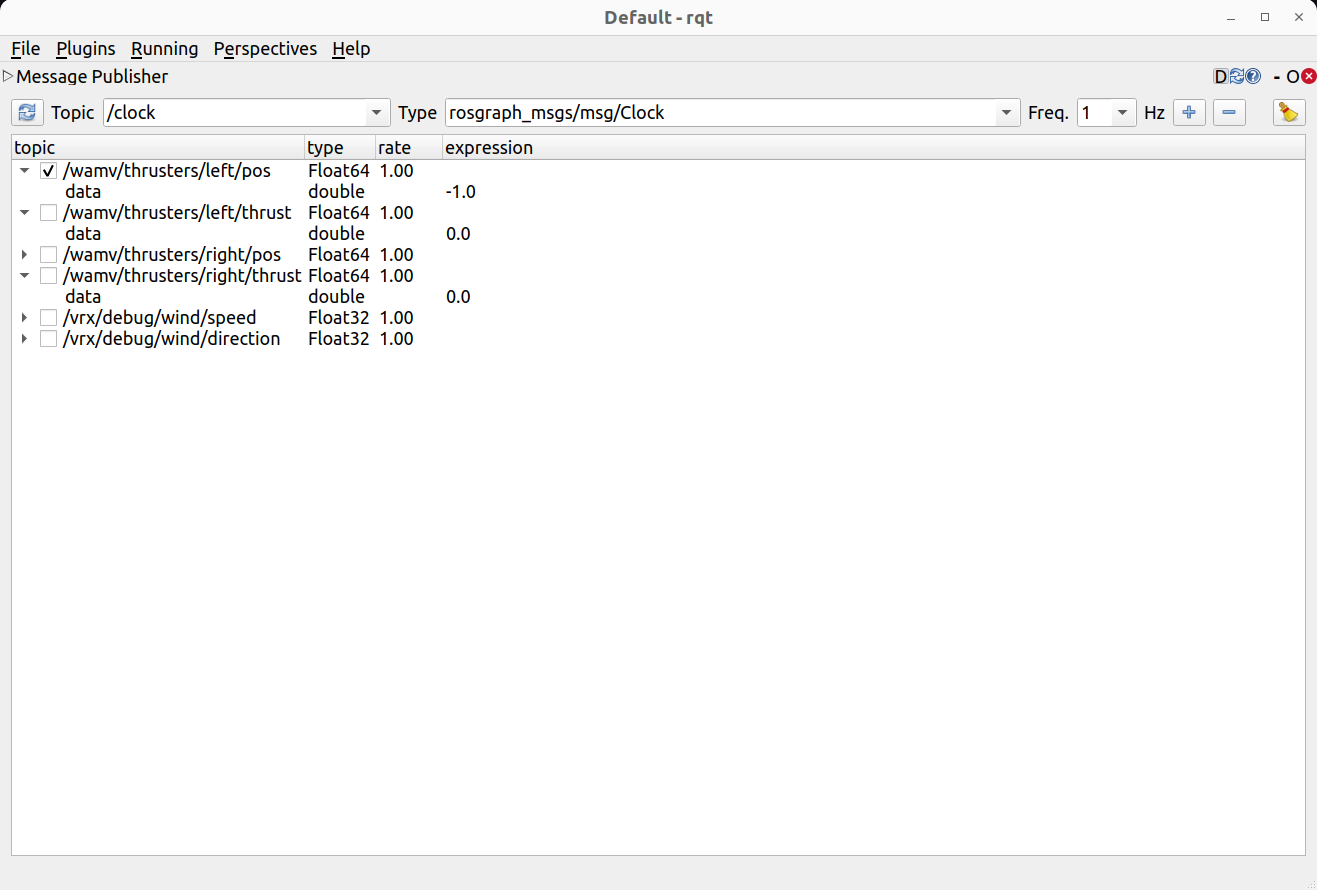 Default - rqt
File Plugins Running Perspectives Help
Message Publisher D ? - O
Topic /clock Type rosgraph_msgs/msg/Clock Freq. 1 Hz
topic type rate expression
/wamv/thrusters/left/pos Float64 1.00
data double -1.0
/wamv/thrusters/left/thrust Float64 1.00
data double 0.0
/wamv/thrusters/right/pos Float64 1.00
/wamv/thrusters/right/thrust Float64 1.00
data double 0.0
/vrx/debug/wind/speed Float32 1.00
/vrx/debug/wind/direction Float32 1.00